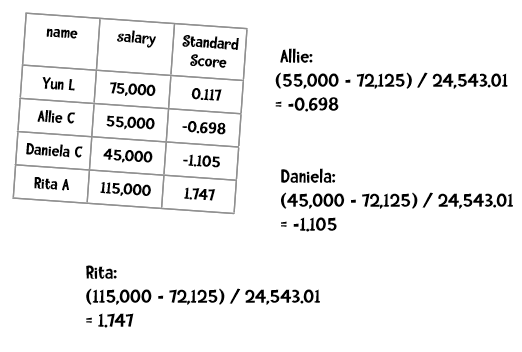 name salary Standard Score
Yun L 75,000 0.117
Allie C 55,000 -0.698
Daniela C 45,000 -1.105
Rita A 115,000 1.747
Allie:
(55,000 - 72,125) / 24,543.01
= -0.698
Daniela:
(45,000 - 72,125) / 24,543.01
= -1.105
Rita:
(115,000 - 72,125) / 24,543.01
= 1.747